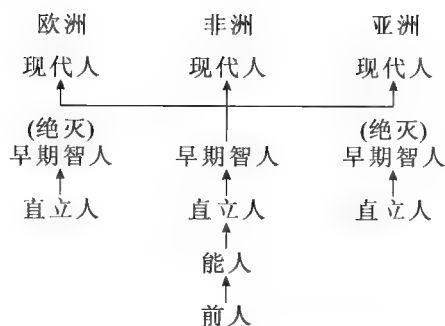 欧洲 非洲 亚洲
现代人 现代人 现代人
(绝灭) (绝灭)
早期智人 早期智人 早期智人
直立人 直立人 直立人
能人
前人